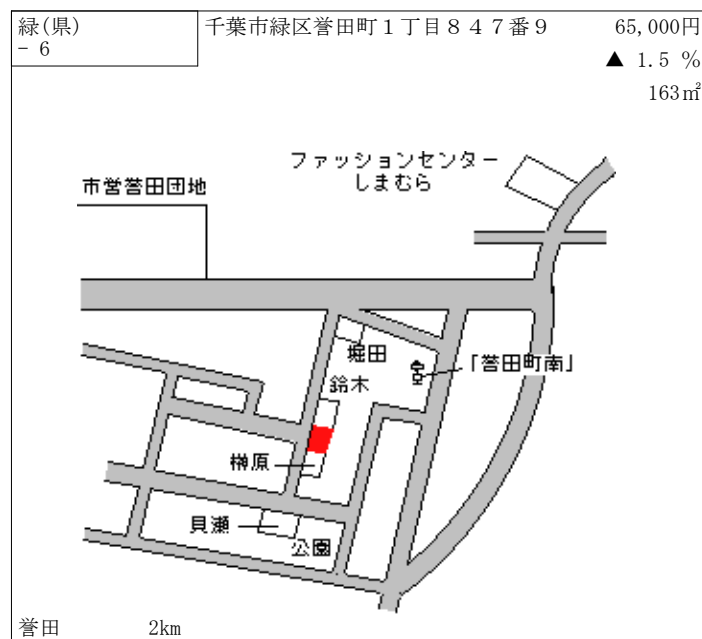 緑(県)
- 6
千葉市緑区誉田町１丁目８４７番９
65,000円
▲ 1.5 %
163㎡
ファッションセンター
しまむら
市営誉田団地
堀田
「誉田町南」
鈴木
榊原
貝瀬
公園
誉田 2km